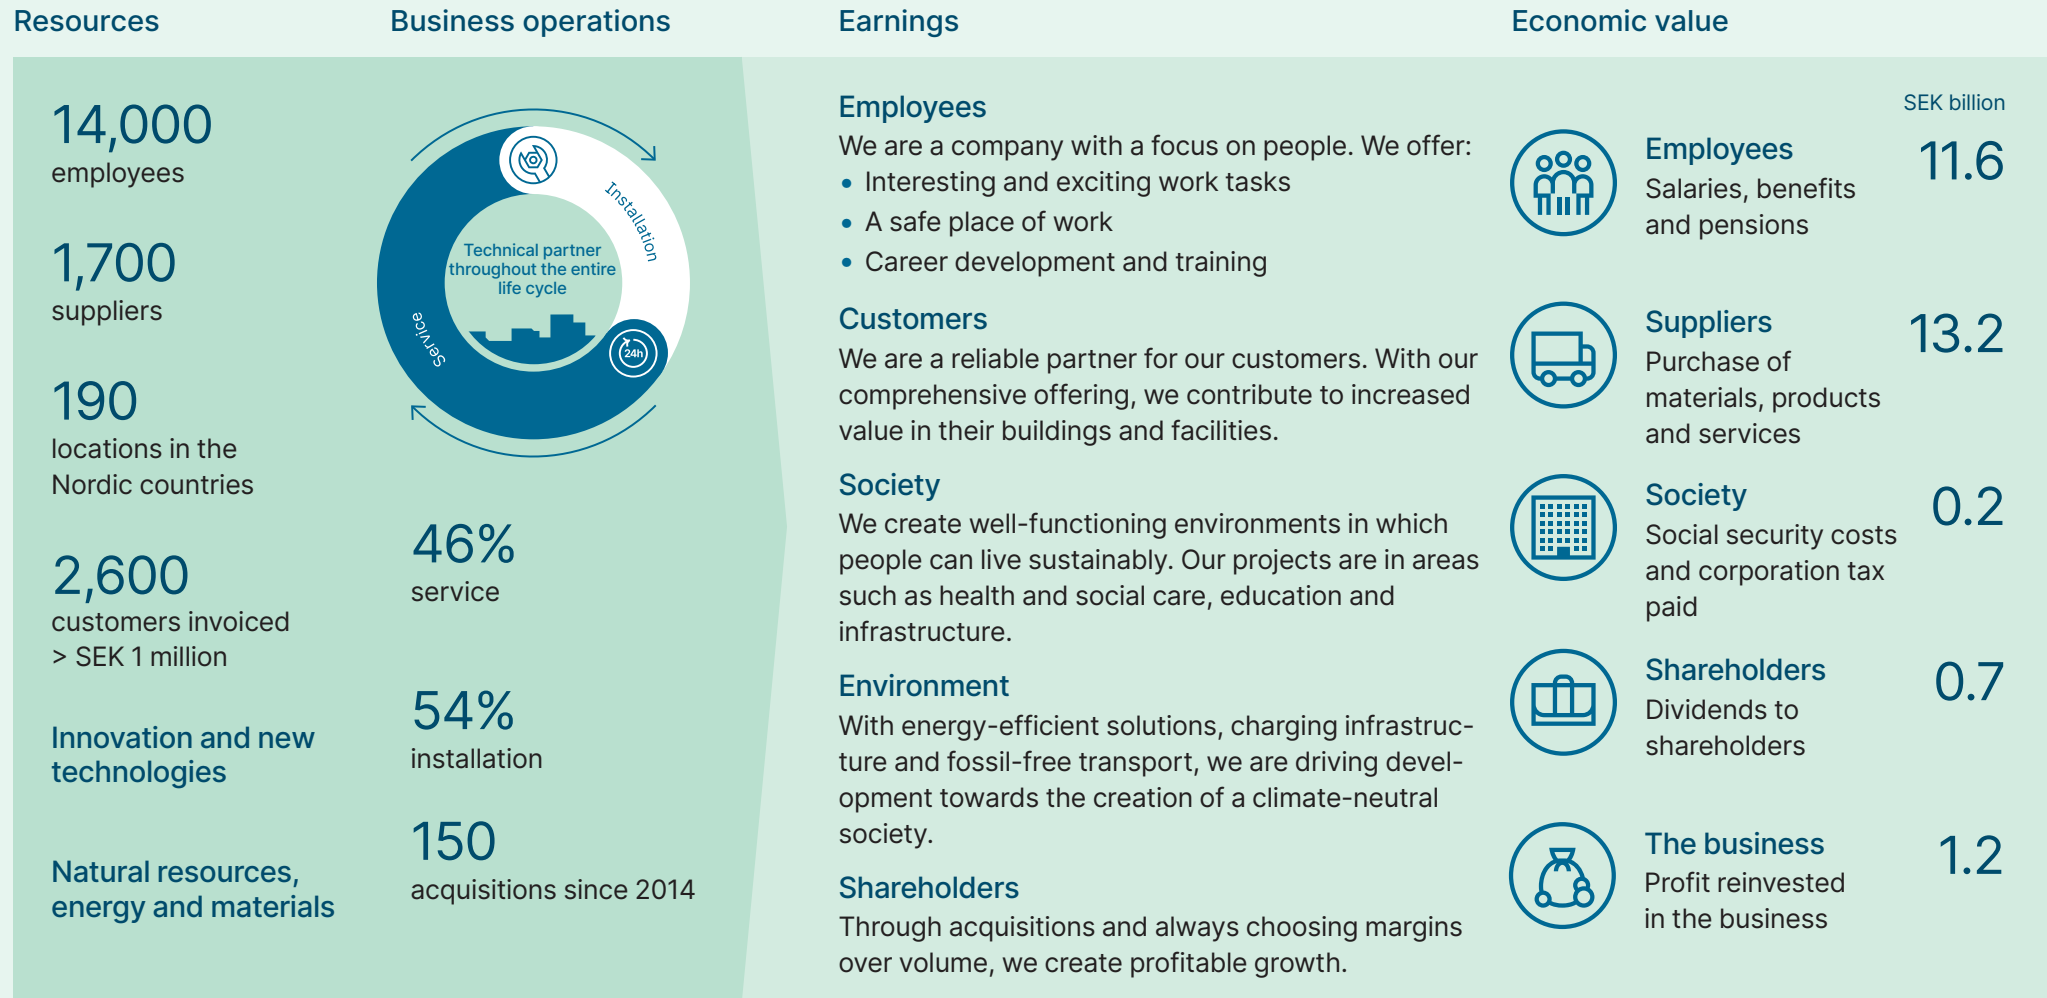 Resources
Business operations
Earnings
Economic value
14,000
employees
1,700
suppliers
190
locations in the
Nordic countries
2,600
customers invoiced
> SEK 1 million
Innovation and new
technologies
Natural resources,
energy and materials
Installation
Technical partner
throughout the entire
life cycle
Service
24h
46%
service
54%
installation
150
acquisitions since 2014
Employees
We are a company with a focus on people. We offer:
• Interesting and exciting work tasks
• A safe place of work
• Career development and training
Customers
We are a reliable partner for our customers. With our
comprehensive offering, we contribute to increased
value in their buildings and facilities.
Society
We create well-functioning environments in which
people can live sustainably. Our projects are in areas
such as health and social care, education and
infrastructure.
Environment
With energy-efficient solutions, charging infrastruc-
ture and fossil-free transport, we are driving devel-
opment towards the creation of a climate-neutral
society.
Shareholders
Through acquisitions and always choosing margins
over volume, we create profitable growth.
SEK billion
Employees
11.6
Salaries, benefits
and pensions
Suppliers
13.2
Purchase of
materials, products
and services
Society
0.2
Social security costs
and corporation tax
paid
Shareholders
0.7
Dividends to
shareholders
The business
1.2
Profit reinvested
in the business